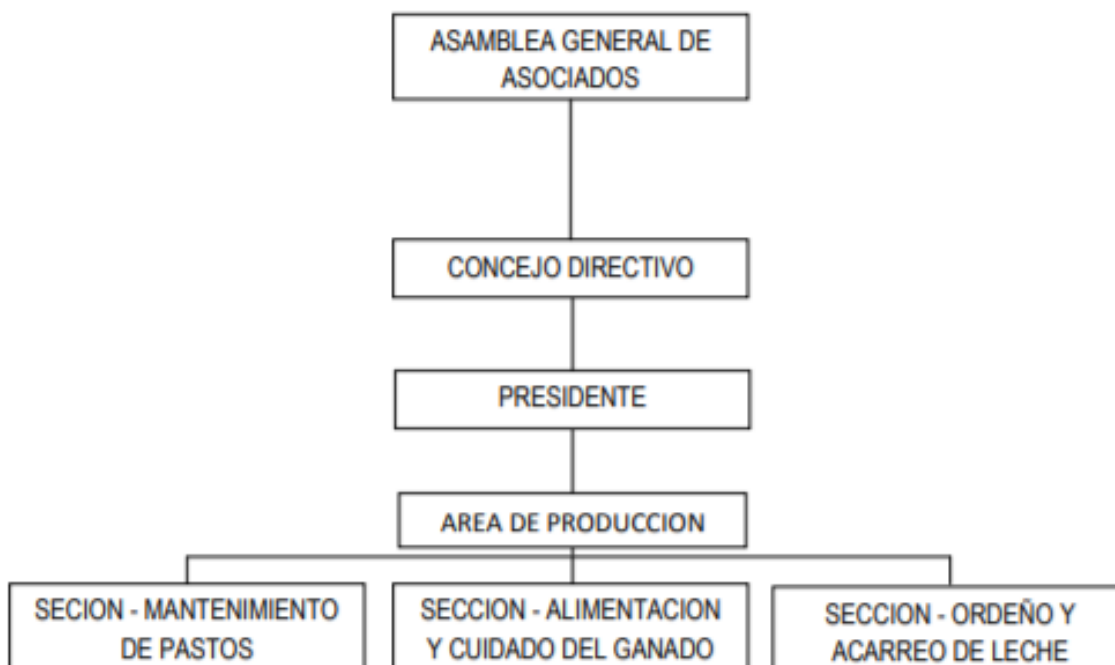 ASAMBLEA GENERAL DE
ASOCIADOS
CONCEJO DIRECTIVO
PRESIDENTE
AREA DE PRODUCCION
SECION - MANTENIMIENTO
DE PASTOS
SECCION - ALIMENTACION
Y CUIDADO DEL GANADO
SECCION - ORDEÑO Y
ACARREO DE LECHE